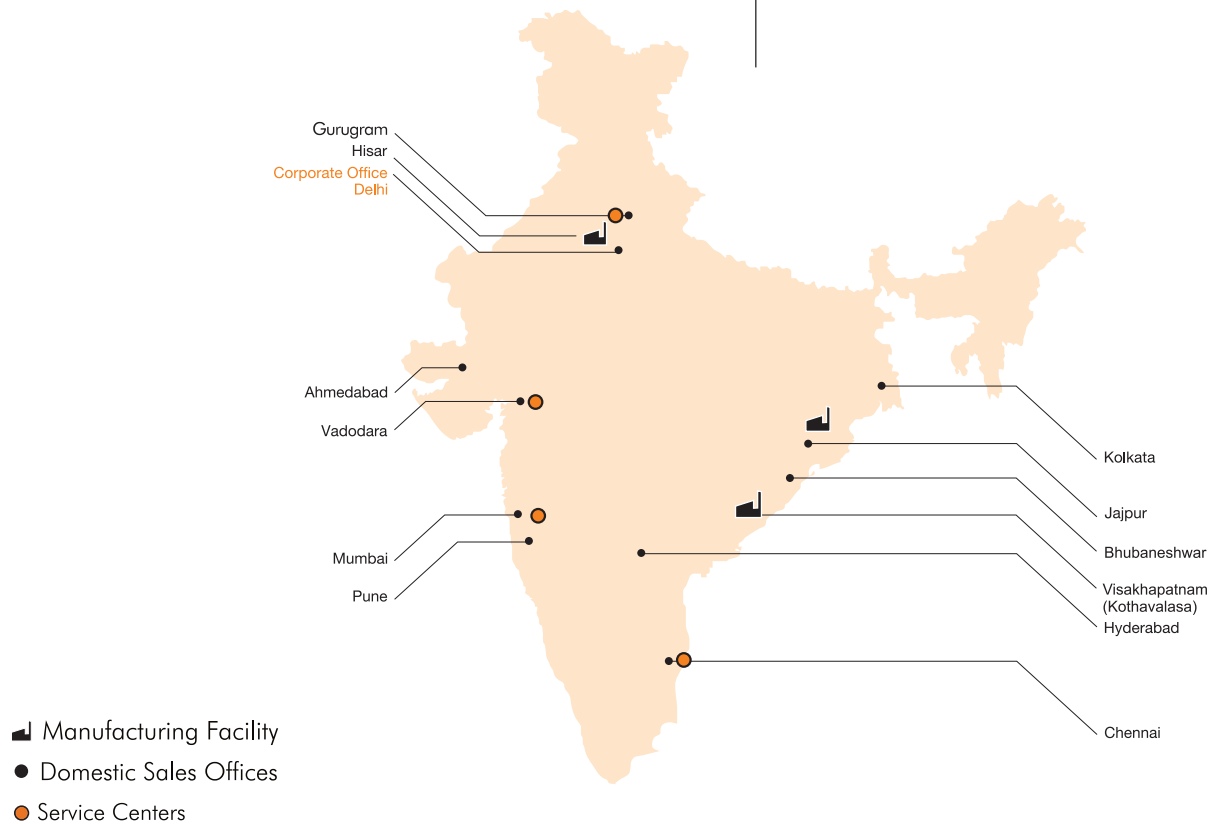 Gurugram
Hisar
Corporate Office
Delhi
Ahmedabad
Vadodara
Mumbai
Pune
Kolkata
Jajpur
Bhubaneshwar
Visakhapatnam
(Kothavalasa)
Hyderabad
Chennai
Manufacturing Facility
Domestic Sales Offices
Service Centers